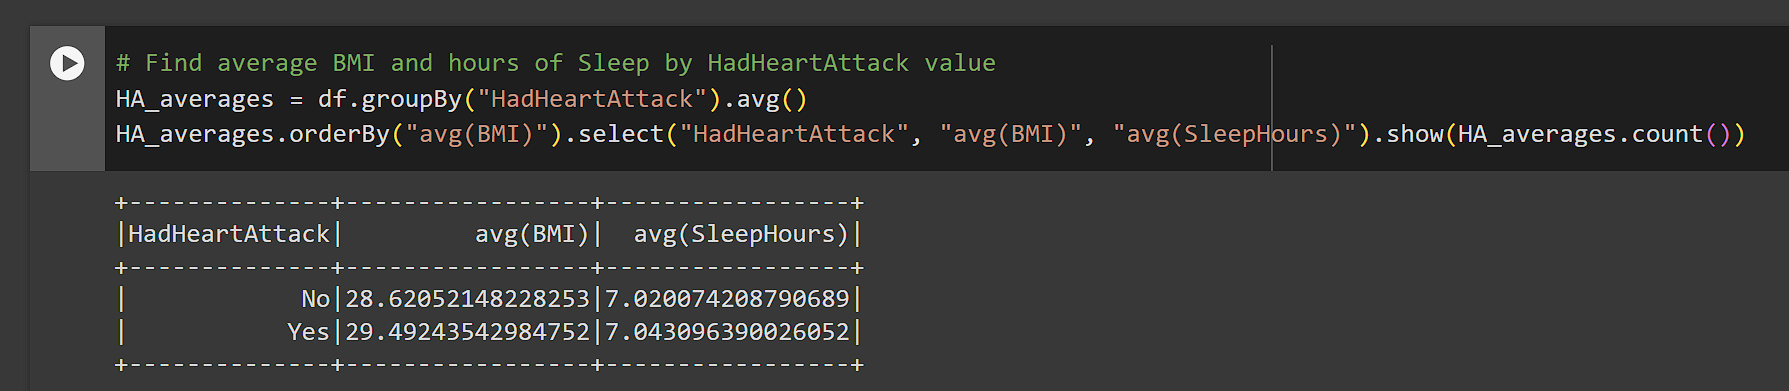 # Find average BMI and hours of Sleep by HadHeartAttack value
HA_averages = df.groupBy("HadHeartAttack").avg()
HA_averages.orderBy("avg(BMI)").select("HadHeartAttack", "avg(BMI)", "avg(SleepHours)").show(HA_averages.count())
+--------------+-----------------+-----------------+
|HadHeartAttack|         avg(BMI)|  avg(SleepHours)|
+--------------+-----------------+-----------------+
|            No|28.62052148228253|7.020074208790689|
|           Yes|29.49243542984752|7.043096390026052|
+--------------+-----------------+-----------------+